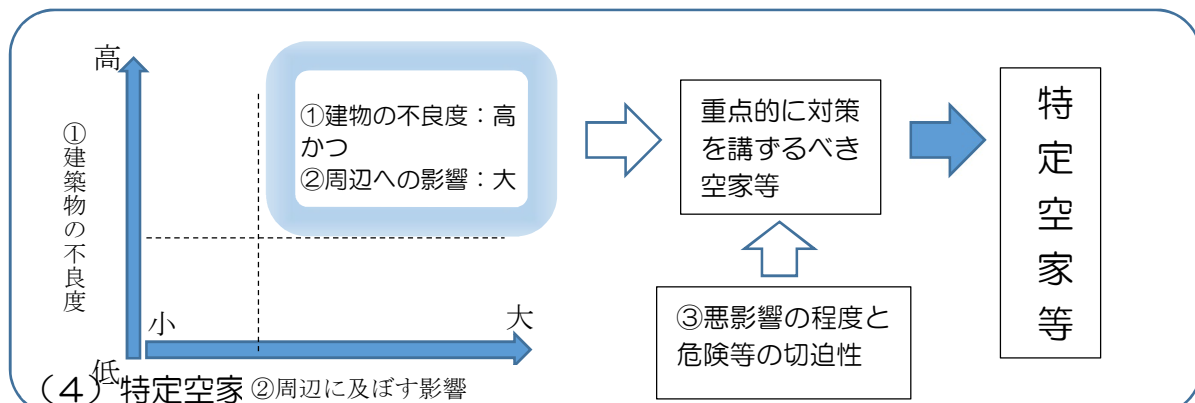 高
①建築物の不良度
低
小
大
②周辺に及ぼす影響
①建物の不良度：高
かつ
②周辺への影響：大
重点的に対策
を講ずるべき
空家等
③悪影響の程度と
危険等の切迫性
特定空家等
（４）特定空家